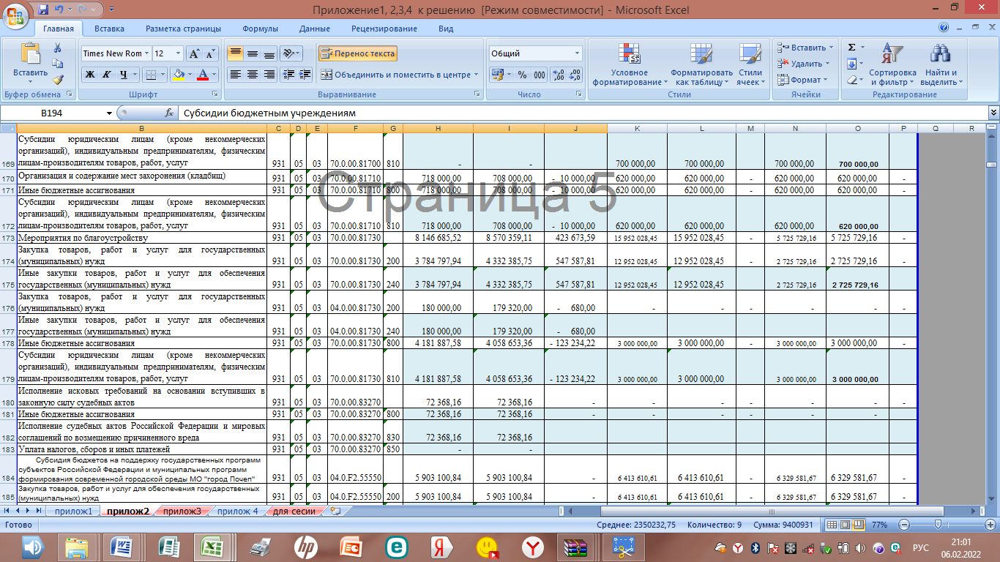 Приложение1, 2,3,4 к решению [Режим совместимости] - Microsoft Excel
Главная Вставка Разметка страницы Формулы Данные Рецензирование Вид
Вставить Times New Rom 12 Перенос текста Общий Условное форматирование Форматировать как таблицу Стили ячеек Вставить Удалить Формат Сортировка и фильтр Найти и выделить
Ж К Ч Объединить и поместить в центре % 000
Буфер обмена Шрифт Выравнивание Число Стили Ячейки Редактирование
B194 fx Субсидии бюджетным учреждениям
B C D E F G H I J K L M N O P Q R
Субсидии юридическим лицам (кроме некоммерческих
организаций), индивидуальным предпринимателям, физическим
169 лицам-производителям товаров, работ, услуг 931 05 03 70.0.00.81700 810 - - 700 000,00 700 000,00 700 000,00 700 000,00
170 Организация и содержание мест захоронения (кладбищ) 931 05 03 70.0.00.81710 718 000,00 708 000,00 - 10 000,00 620 000,00 620 000,00 - 620 000,00 620 000,00 -
171 Иные бюджетные ассигнования 931 05 03 70.0.00.81710 800 718 000,00 708 000,00 - 10 000,00 620 000,00 620 000,00 - 620 000,00 620 000,00 -
Страница 5
Субсидии юридическим лицам (кроме некоммерческих
организаций), индивидуальным предпринимателям, физическим
172 лицам-производителям товаров, работ, услуг 931 05 03 70.0.00.81710 810 718 000,00 708 000,00 - 10 000,00 620 000,00 620 000,00 620 000,00 620 000,00
173 Мероприятия по благоустройству 931 05 03 70.0.00.81730 8 146 685,52 8 570 359,11 423 673,59 15 952 028,45 15 952 028,45 - 5 725 729,16 5 725 729,16 -
Закупка товаров, работ и услуг для государственных
174 (муниципальных) нужд 931 05 03 70.0.00.81730 200 3 784 797,94 4 332 385,75 547 587,81 12 952 028,45 12 952 028,45 - 2 725 729,16 2 725 729,16 -
Иные закупки товаров, работ и услуг для обеспечения
175 государственных (муниципальных) нужд 931 05 03 70.0.00.81730 240 3 784 797,94 4 332 385,75 547 587,81 12 952 028,45 12 952 028,45 2 725 729,16 2 725 729,16
Закупка товаров, работ и услуг для государственных
176 (муниципальных) нужд 931 05 03 04.0.00.81730 200 180 000,00 179 320,00 - 680,00 - - - - - -
Иные закупки товаров, работ и услуг для обеспечения
177 государственных (муниципальных) нужд 931 05 03 04.0.00.81730 240 180 000,00 179 320,00 - 680,00
178 Иные бюджетные ассигнования 931 05 03 70.0.00.81730 800 4 181 887,58 4 058 653,36 - 123 234,22 3 000 000,00 3 000 000,00 - 3 000 000,00 3 000 000,00 -
Субсидии юридическим лицам (кроме некоммерческих
организаций), индивидуальным предпринимателям, физическим
179 лицам-производителям товаров, работ, услуг 931 05 03 70.0.00.81730 810 4 181 887,58 4 058 653,36 - 123 234,22 3 000 000,00 3 000 000,00 3 000 000,00 3 000 000,00
Исполнение исковых требований на основании вступивших в
180 законную силу судебных актов 931 05 03 70.0.00.83270 72 368,16 72 368,16 - - - - - - -
181 Иные бюджетные ассигнования 931 05 03 70.0.00.83270 800 72 368,16 72 368,16 - - - - - - -
Исполнение судебных актов Российской Федерации и мировых
182 соглашений по возмещению причиненного вреда 931 05 03 70.0.00.83270 830 72 368,16 72 368,16
183 Уплата налогов, сборов и иных платежей 931 05 03 70.0.00.83270 850 - -
Субсидия бюджетов на поддержку государственных программ
субъектов Российской Федерации и муниципальных программ
184 формирования современной городской среды МО "город Почеп" 931 05 03 04.0.F2.55550 5 903 100,84 5 903 100,84 - 6 413 610,61 6 413 610,61 - 6 329 581,67 6 329 581,67 -
Закупка товаров, работ и услуг для обеспечения государственных
185 (муниципальных) нужд 931 05 03 04.0.F2.55550 200 5 903 100,84 5 903 100,84 - 6 413 610,61 6 413 610,61 - 6 329 581,67 6 329 581,67 -
прилож1 прилож2 прилож3 прилож 4 для сесии
Готово Среднее: 2350232,75 Количество: 9 Сумма: 9400931 77%
РУС 21:01
06.02.2022